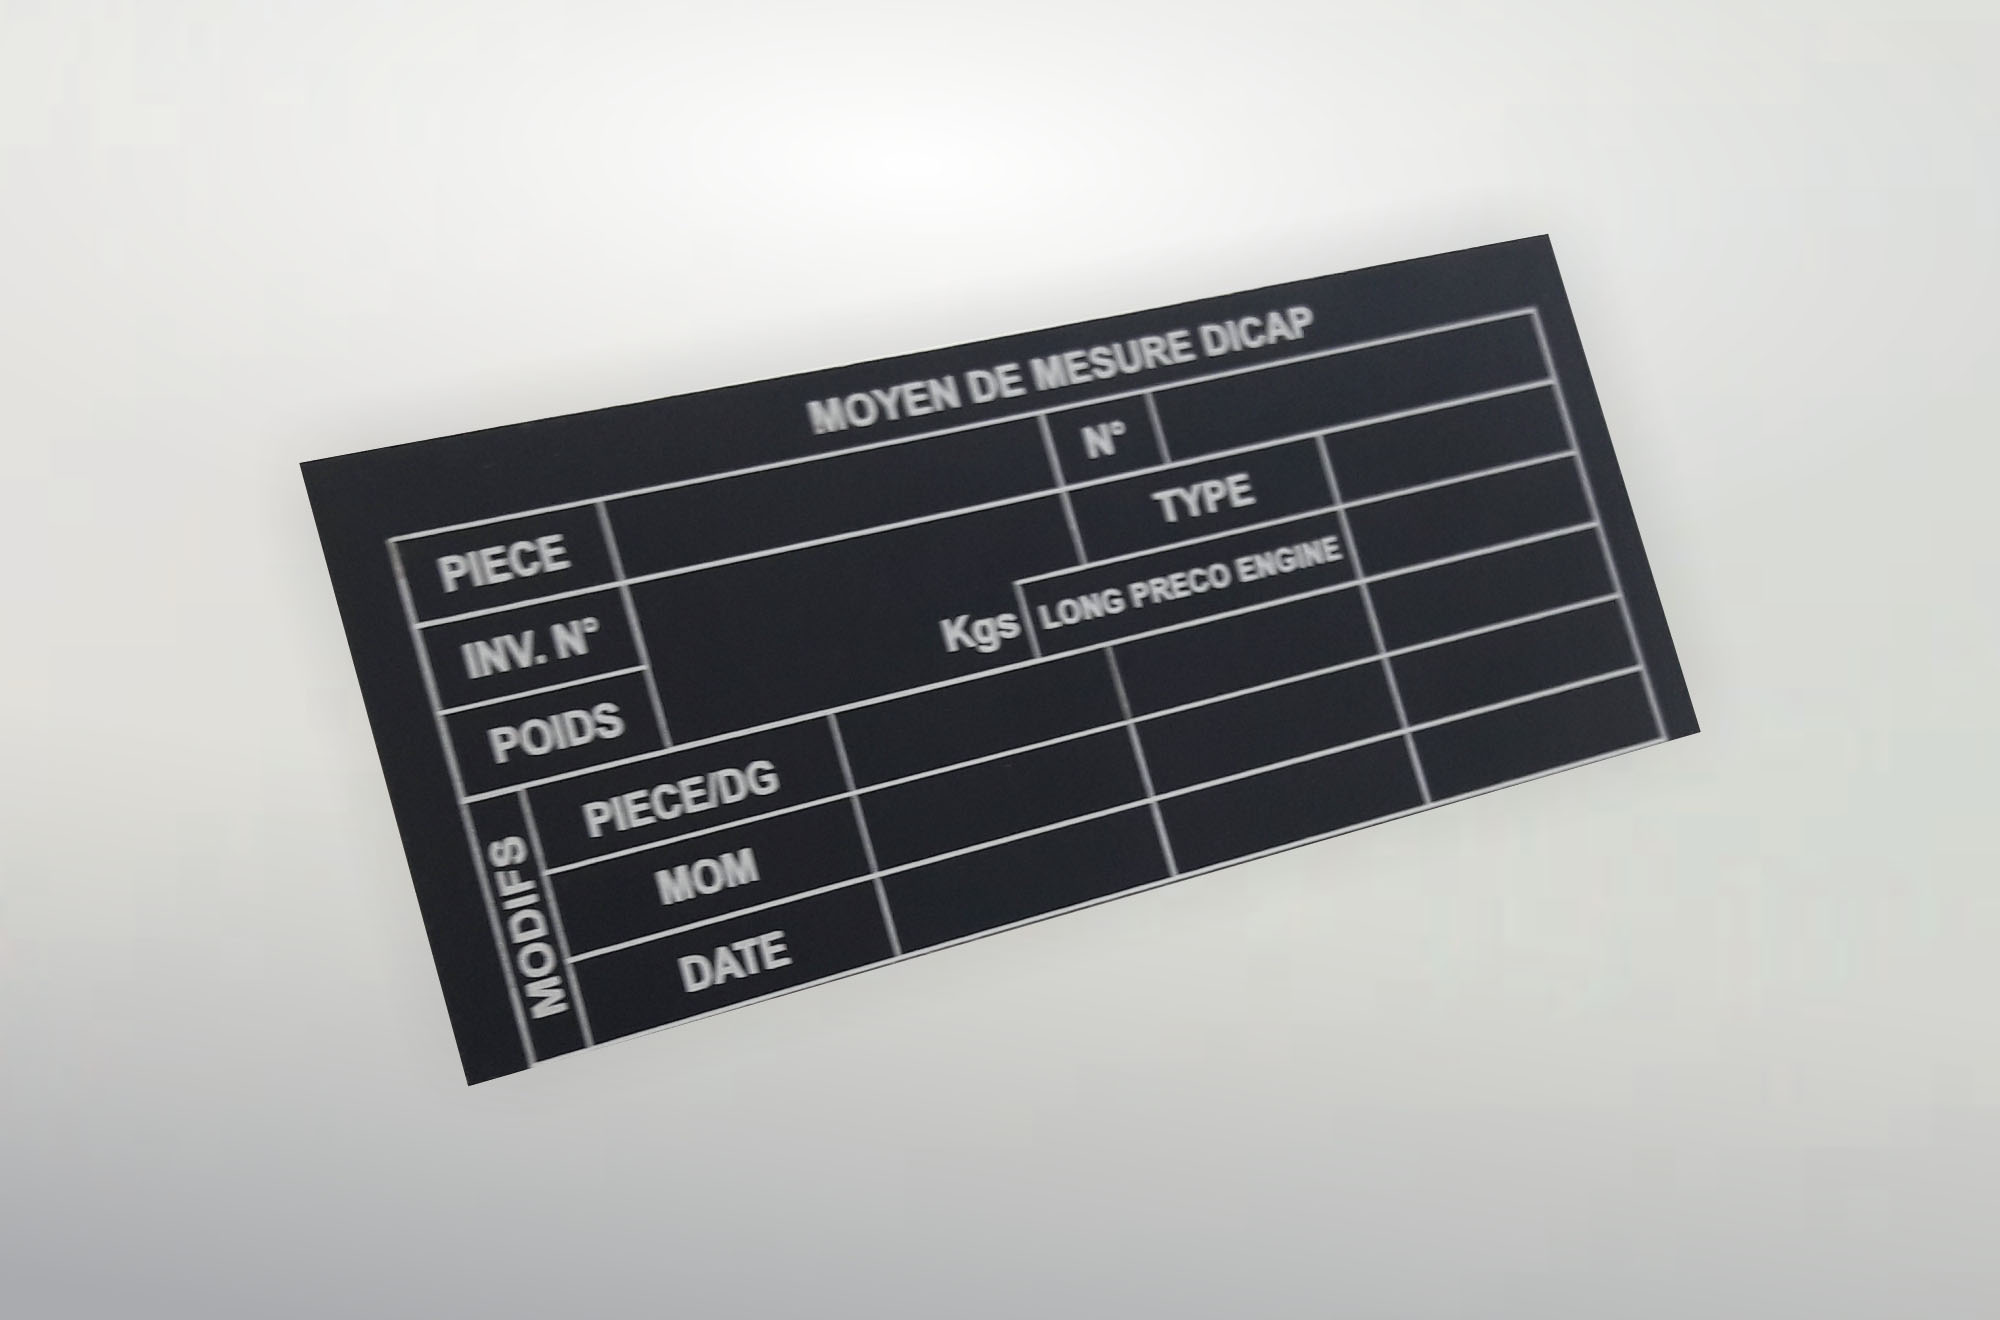 MOYEN DE MESURE DICAP
PIECE
N°
INV. N°
TYPE
POIDS
Kgs
LONG PRECO ENGINE
MODIFS
PIECE/DG
MOM
DATE